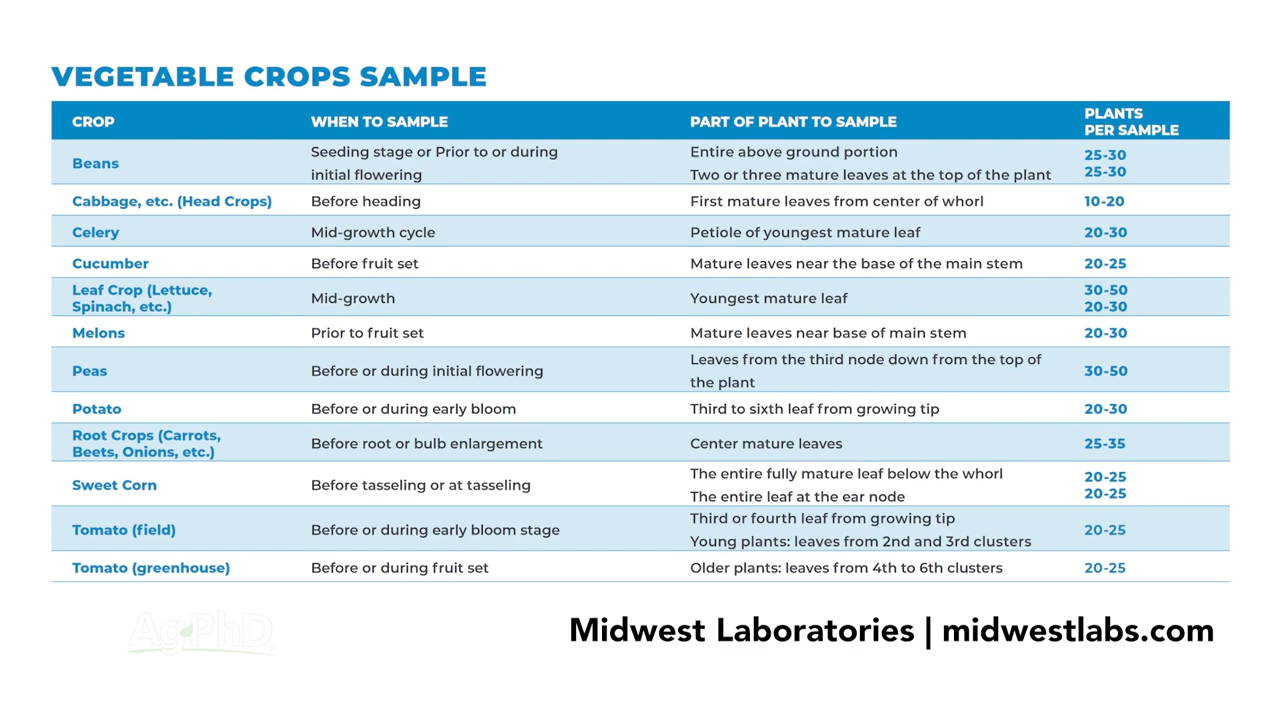 VEGETABLE CROPS SAMPLE
CROP WHEN TO SAMPLE PART OF PLANT TO SAMPLE PLANTS PER SAMPLE
Beans
Seeding stage or Prior to or during
initial flowering
Entire above ground portion
Two or three mature leaves at the top of the plant
25-30
25-30
Cabbage, etc. (Head Crops) Before heading First mature leaves from center of whorl 10-20
Celery Mid-growth cycle Petiole of youngest mature leaf 20-30
Cucumber Before fruit set Mature leaves near the base of the main stem 20-25
Leaf Crop (Lettuce,
Spinach, etc.)
Mid-growth Youngest mature leaf
30-50
20-30
Melons Prior to fruit set Mature leaves near base of main stem 20-30
Peas Before or during initial flowering
Leaves from the third node down from the top of
the plant
30-50
Potato Before or during early bloom Third to sixth leaf from growing tip 20-30
Root Crops (Carrots,
Beets, Onions, etc.)
Before root or bulb enlargement Center mature leaves 25-35
Sweet Corn Before tasseling or at tasseling
The entire fully mature leaf below the whorl
The entire leaf at the ear node
20-25
20-25
Tomato (field) Before or during early bloom stage
Third or fourth leaf from growing tip
Young plants: leaves from 2nd and 3rd clusters
20-25
Tomato (greenhouse) Before or during fruit set Older plants: leaves from 4th to 6th clusters 20-25
AgPhD
Midwest Laboratories | midwestlabs.com